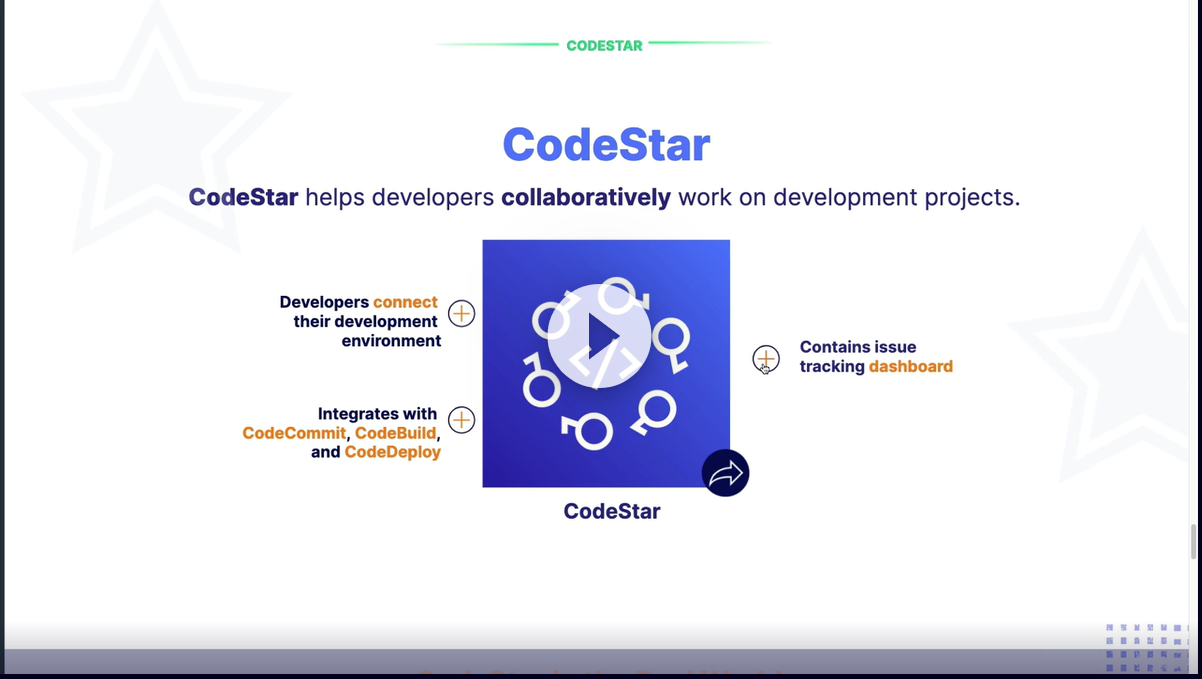 CODESTAR
CodeStar
CodeStar helps developers collaboratively work on development projects.
Developers connect
their development
environment
Integrates with
CodeCommit, CodeBuild,
and CodeDeploy
Contains issue
tracking dashboard
CodeStar